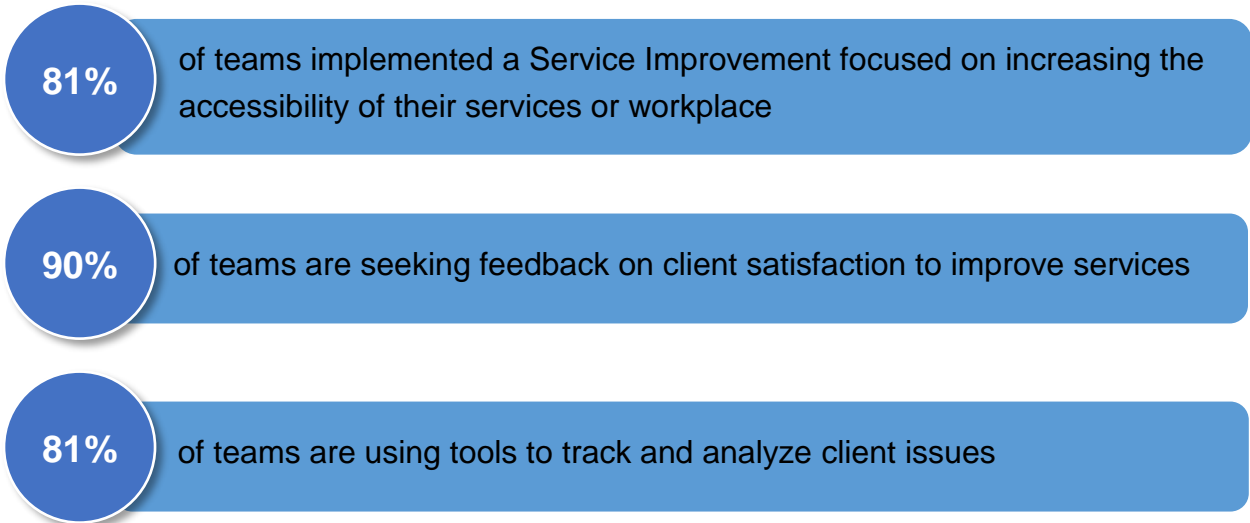 81%
of teams implemented a Service Improvement focused on increasing the
accessibility of their services or workplace
90%
of teams are seeking feedback on client satisfaction to improve services
81%
of teams are using tools to track and analyze client issues